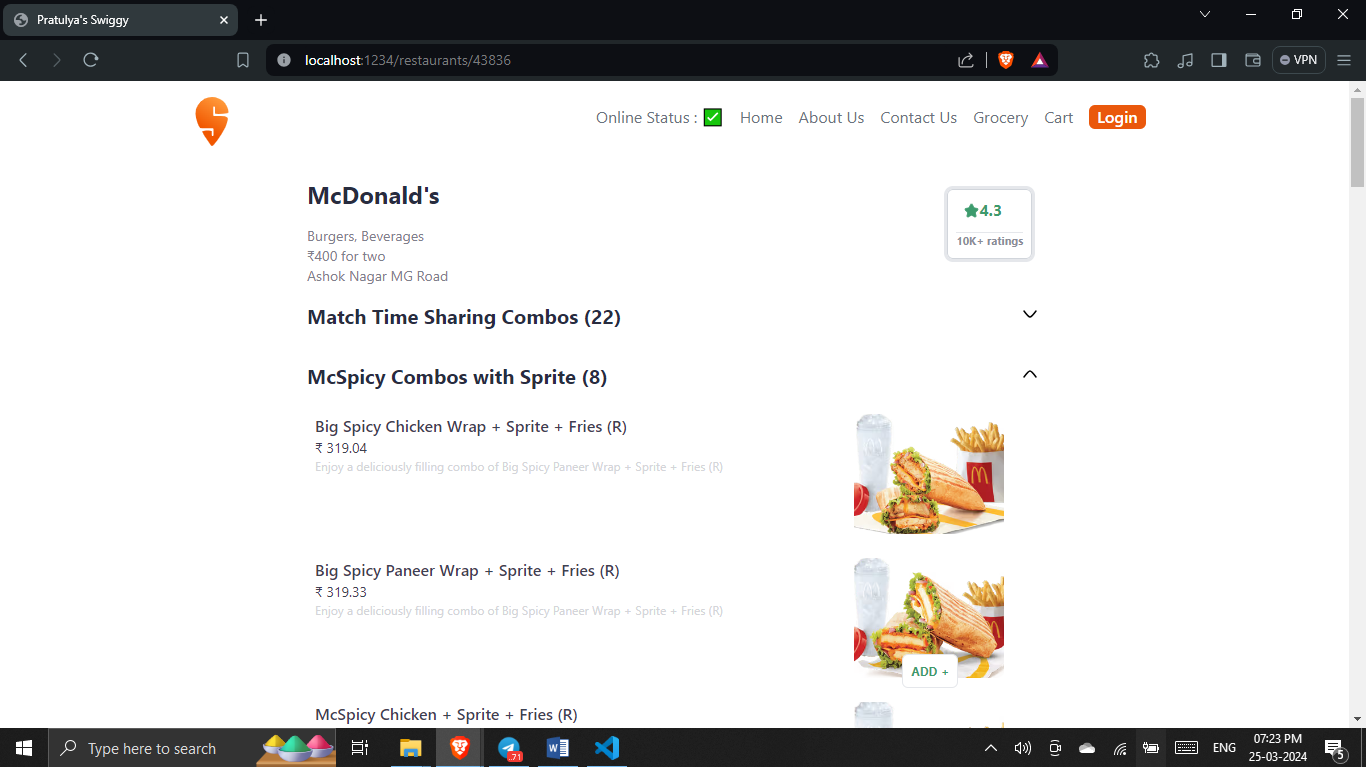 Pratulya's Swiggy
localhost:1234/restaurants/43836
VPN
Online Status : ✅ Home About Us Contact Us Grocery Cart Login
McDonald's
4.3
10K+ ratings
Burgers, Beverages
₹400 for two
Ashok Nagar MG Road
Match Time Sharing Combos (22)
McSpicy Combos with Sprite (8)
Big Spicy Chicken Wrap + Sprite + Fries (R)
₹ 319.04
Enjoy a deliciously filling combo of Big Spicy Paneer Wrap + Sprite + Fries (R)
Big Spicy Paneer Wrap + Sprite + Fries (R)
₹ 319.33
Enjoy a deliciously filling combo of Big Spicy Paneer Wrap + Sprite + Fries (R)
ADD +
McSpicy Chicken + Sprite + Fries (R)
Type here to search
71
ENG
07:23 PM
25-03-2024
5